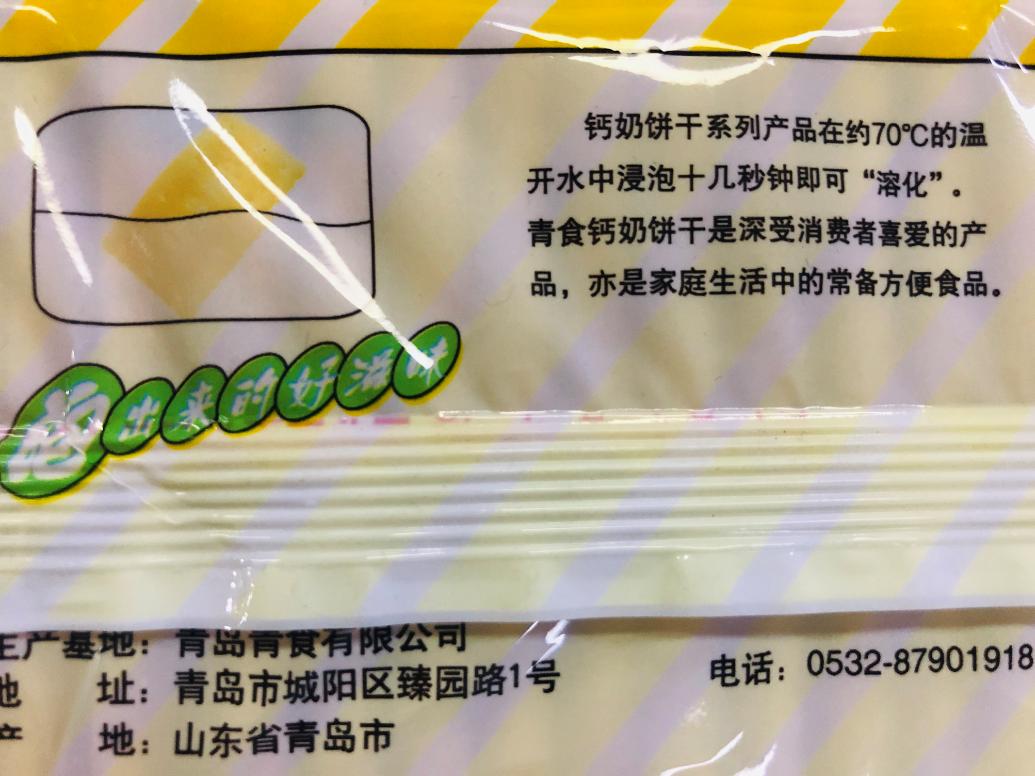 钙奶饼干系列产品在约70℃的温
开水中浸泡十几秒钟即可“溶化”。
青食钙奶饼干是深受消费者喜爱的产
品，亦是家庭生活中的常备方便食品。
泡出来的好滋味
生产基地：青岛青食有限公司
地 址：青岛市城阳区臻园路1号
电话：0532-87901918
产 地：山东省青岛市